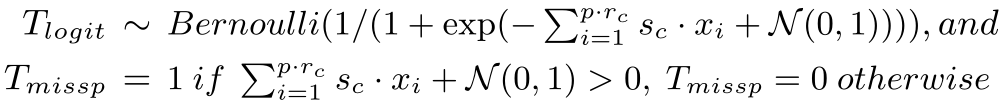 T_{logit} ∼ Bernoulli(1/(1 + exp(− ∑_{i=1}^{p·r_c} s_c · x_i + 𝒩(0, 1)))), and
T_{missp} = 1 if ∑_{i=1}^{p·r_c} s_c · x_i + 𝒩(0, 1) > 0, T_{missp} = 0 otherwise